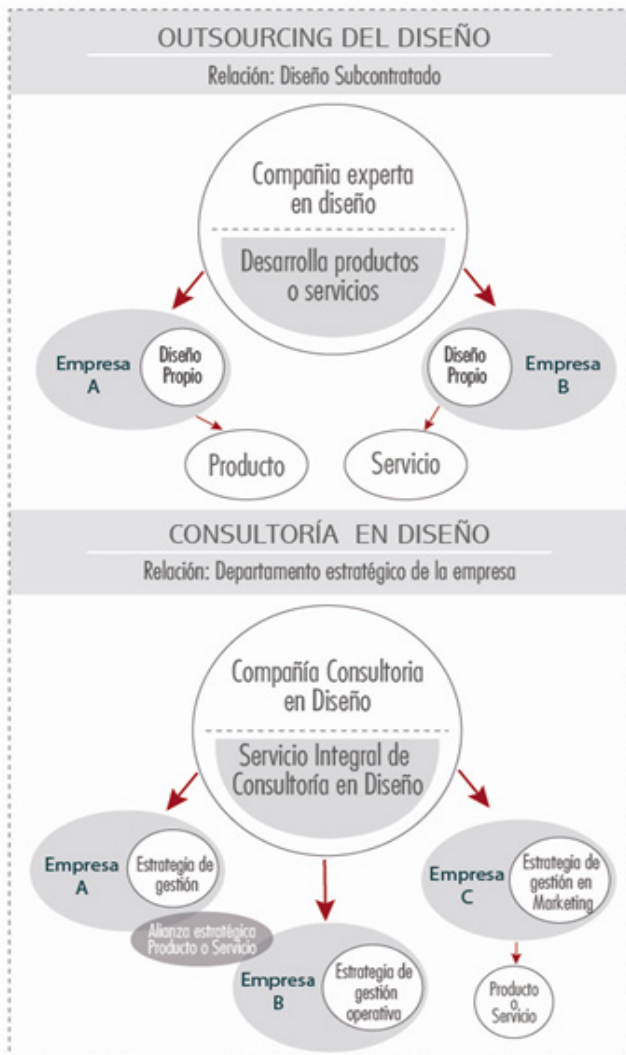 OUTSOURCING DEL DISEÑO
Relación: Diseño Subcontratado
Compañia experta
en diseño
Desarrolla productos
o servicios
Empresa
A
Diseño
Propio
Diseño
Propio
Empresa
B
Producto
Servicio
CONSULTORÍA EN DISEÑO
Relación: Departamento estratégico de la empresa
Compañía Consultoria
en Diseño
Servicio Integral de
Consultoría en Diseño
Empresa
A
Estrategia de
gestión
Alianza estratégica
Producto o Servicio
Empresa
B
Estrategia de
gestión
operativa
Empresa
C
Estrategia de
gestión en
Marketing
Producto
o
Servicio